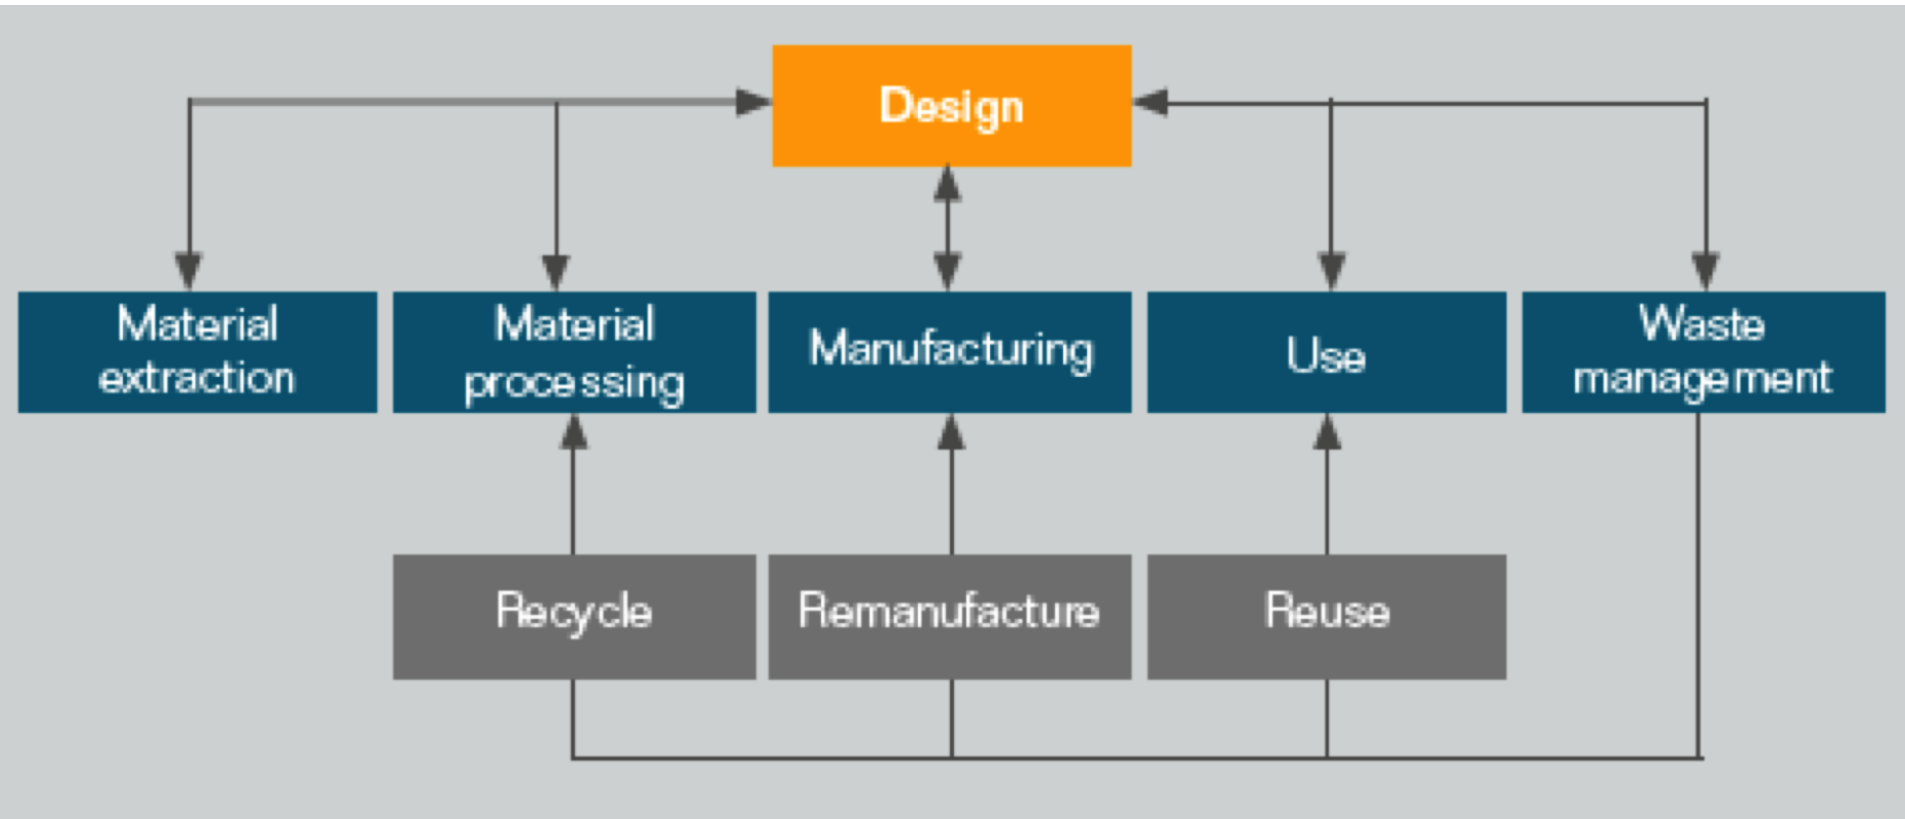 Design
Material
extraction
Material
processing
Manufacturing
Use
Waste
management
Recycle
Remanufacture
Reuse